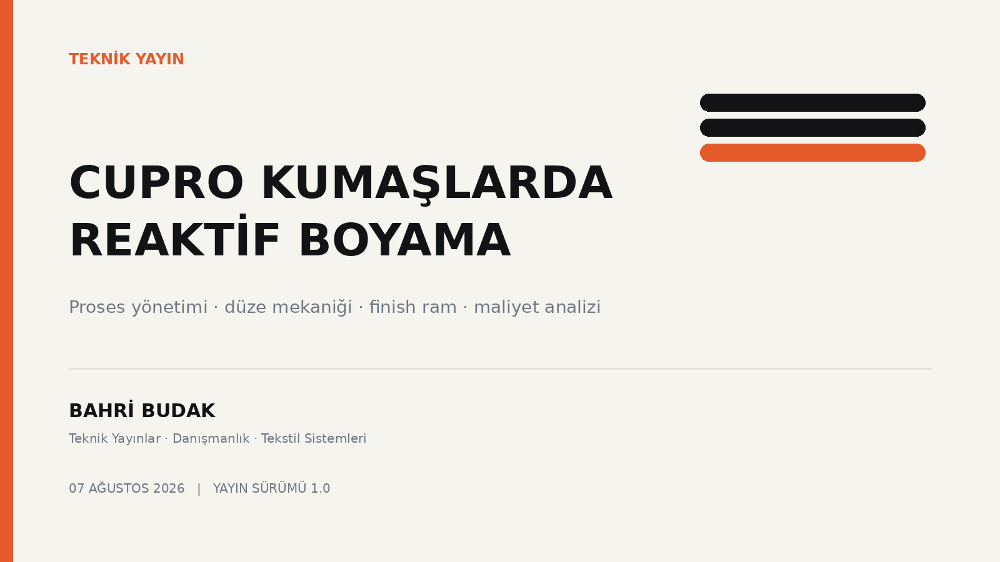 TEKNİK YAYIN
CUPRO KUMAŞLARDA
REAKTİF BOYAMA
Proses yönetimi · düze mekaniği · finish ram · maliyet analizi
BAHRİ BUDAK
Teknik Yayınlar · Danışmanlık · Tekstil Sistemleri
07 AĞUSTOS 2026 | YAYIN SÜRÜMÜ 1.0